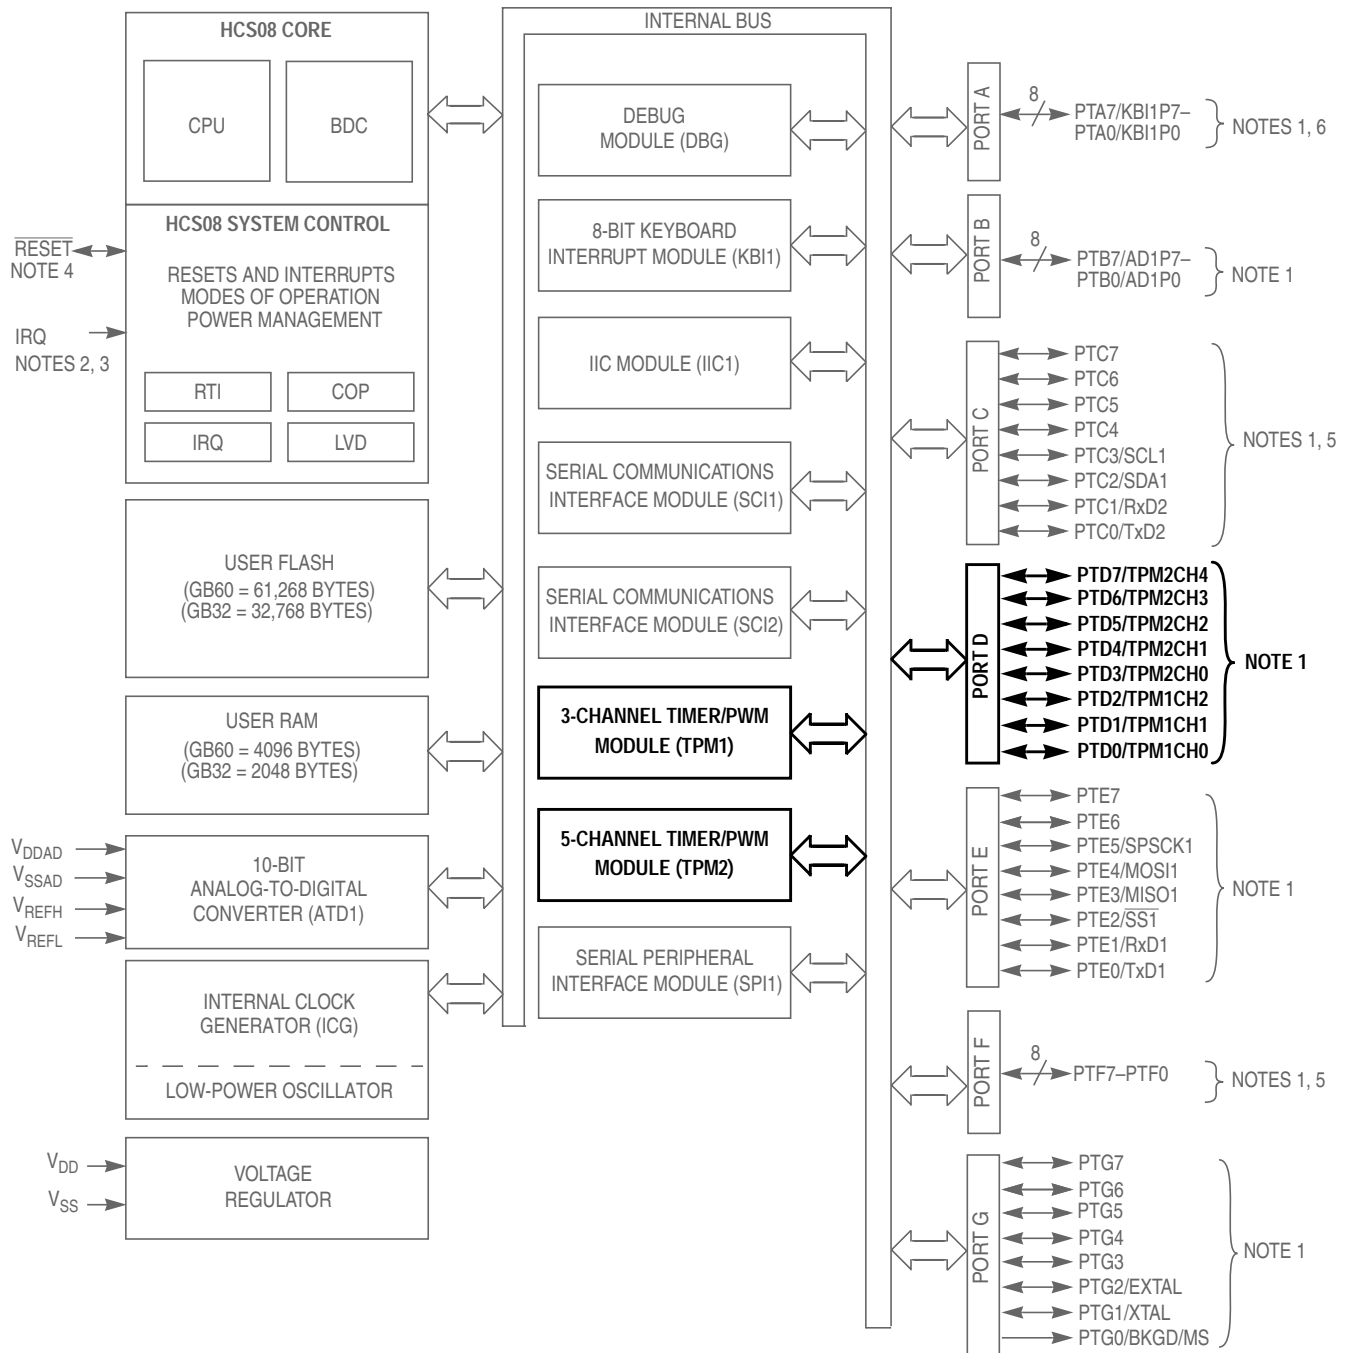 HCS08 CORE
CPU
BDC
HCS08 SYSTEM CONTROL
RESETS AND INTERRUPTS
MODES OF OPERATION
POWER MANAGEMENT
RTI
COP
IRQ
LVD
RESET
NOTE 4
IRQ
NOTES 2, 3
USER FLASH
(GB60 = 61,268 BYTES)
(GB32 = 32,768 BYTES)
USER RAM
(GB60 = 4096 BYTES)
(GB32 = 2048 BYTES)
VDDAD
VSSAD
VREFH
VREFL
10-BIT
ANALOG-TO-DIGITAL
CONVERTER (ATD1)
INTERNAL CLOCK
GENERATOR (ICG)
LOW-POWER OSCILLATOR
VDD
VSS
VOLTAGE
REGULATOR
INTERNAL BUS
DEBUG
MODULE (DBG)
8-BIT KEYBOARD
INTERRUPT MODULE (KBI1)
IIC MODULE (IIC1)
SERIAL COMMUNICATIONS
INTERFACE MODULE (SCI1)
SERIAL COMMUNICATIONS
INTERFACE MODULE (SCI2)
3-CHANNEL TIMER/PWM
MODULE (TPM1)
5-CHANNEL TIMER/PWM
MODULE (TPM2)
SERIAL PERIPHERAL
INTERFACE MODULE (SPI1)
PORT A
8
PTA7/KBI1P7–
PTA0/KBI1P0
NOTES 1, 6
PORT B
8
PTB7/AD1P7–
PTB0/AD1P0
NOTE 1
PORT C
PTC7
PTC6
PTC5
PTC4
PTC3/SCL1
PTC2/SDA1
PTC1/RxD2
PTC0/TxD2
NOTES 1, 5
PORT D
PTD7/TPM2CH4
PTD6/TPM2CH3
PTD5/TPM2CH2
PTD4/TPM2CH1
PTD3/TPM2CH0
PTD2/TPM1CH2
PTD1/TPM1CH1
PTD0/TPM1CH0
NOTE 1
PORT E
PTE7
PTE6
PTE5/SPSCK1
PTE4/MOSI1
PTE3/MISO1
PTE2/SS1
PTE1/RxD1
PTE0/TxD1
NOTE 1
PORT F
8
PTF7–PTF0
NOTES 1, 5
PORT G
PTG7
PTG6
PTG5
PTG4
PTG3
PTG2/EXTAL
PTG1/XTAL
PTG0/BKGD/MS
NOTE 1